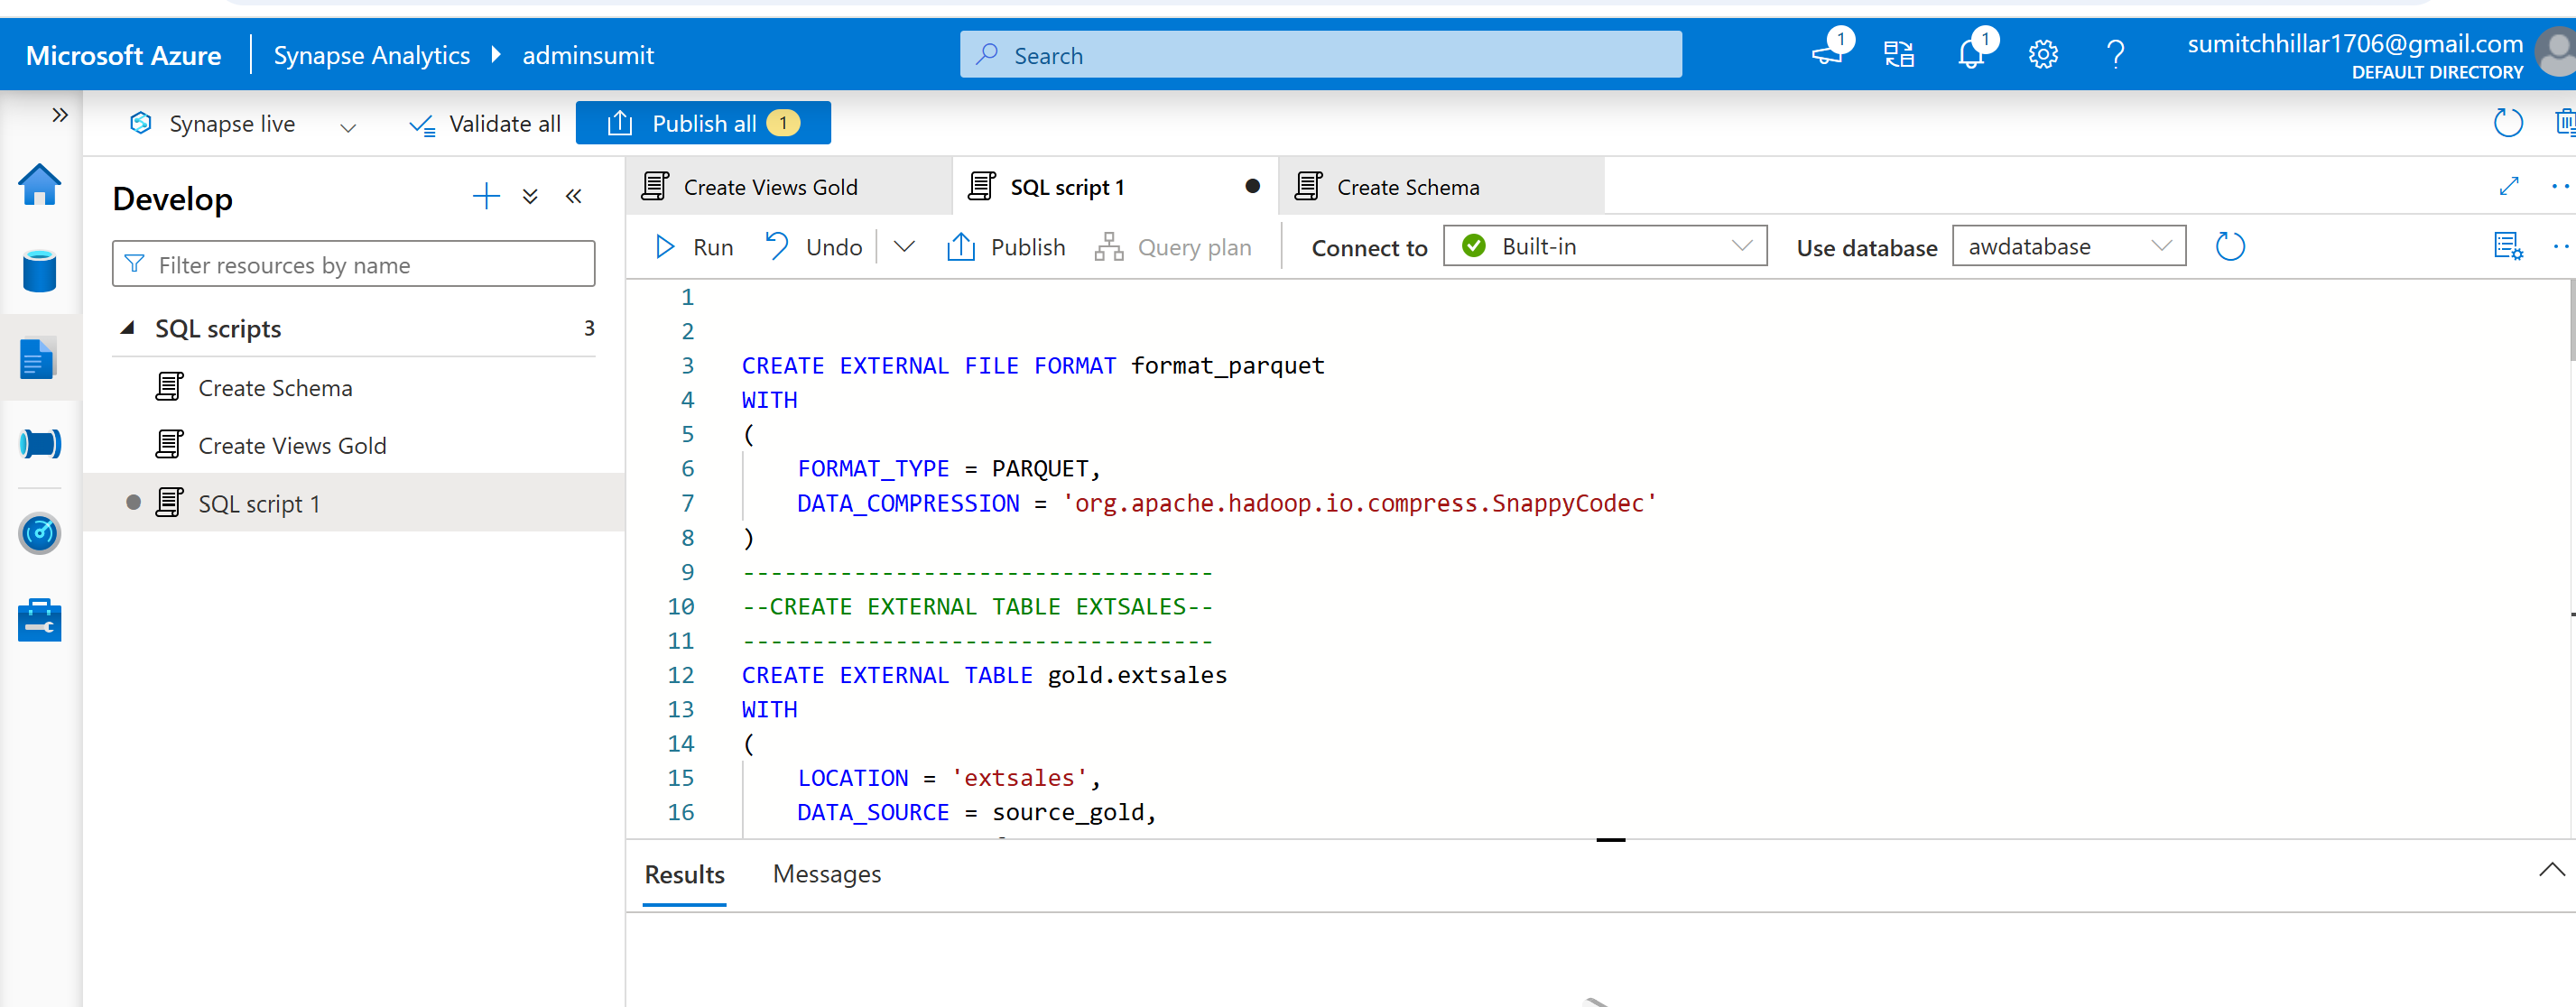 Microsoft Azure
Synapse Analytics
adminsumit
Search
1
1
sumitchhillar1706@gmail.com
DEFAULT DIRECTORY
Synapse live
Validate all
Publish all 1
Develop
Filter resources by name
SQL scripts 3
Create Schema
Create Views Gold
SQL script 1
Create Views Gold
SQL script 1
Create Schema
Run
Undo
Publish
Query plan
Connect to
Built-in
Use database
awdatabase
1
2
3 CREATE EXTERNAL FILE FORMAT format_parquet
4 WITH
5 (
6 FORMAT_TYPE = PARQUET,
7 DATA_COMPRESSION = 'org.apache.hadoop.io.compress.SnappyCodec'
8 )
9 ----------------------------------
10 --CREATE EXTERNAL TABLE EXTSALES--
11 ----------------------------------
12 CREATE EXTERNAL TABLE gold.extsales
13 WITH
14 (
15 LOCATION = 'extsales',
16 DATA_SOURCE = source_gold,
Results
Messages